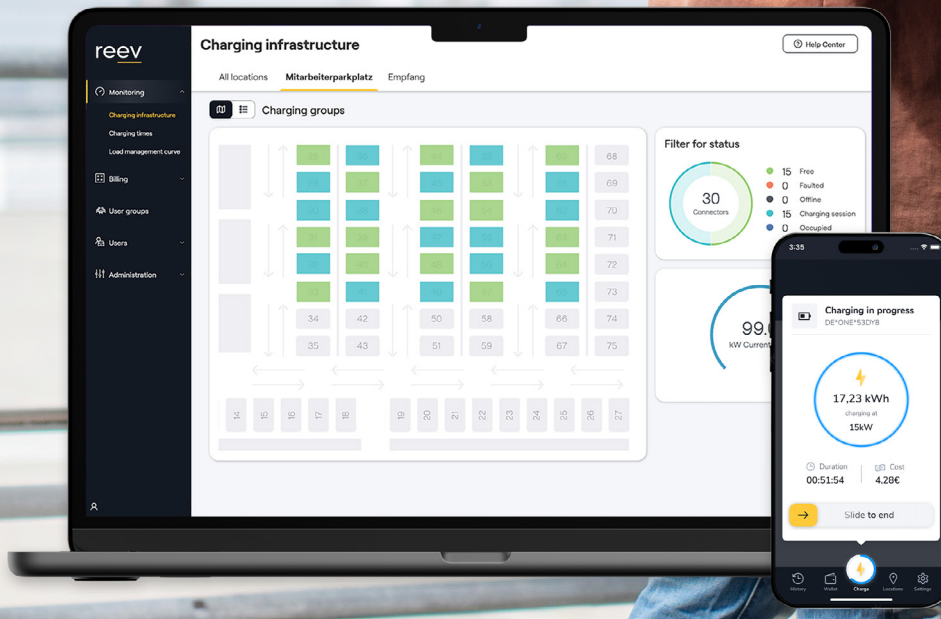 reev
Monitoring
Charging infrastructure
Charging times
Load management curve
Billing
User groups
Users
Administration
Charging infrastructure
Help Center
All locations Mitarbeiterparkplatz Empfang
Charging groups
68
69
70
71
72
73
34 42 50 58 66 74
35 43 51 59 67 75
14 15 16 17 18 19 20 21 22 23 24 25 26 27
Filter for status
30
Connectors
15 Free
0 Faulted
0 Offline
15 Charging session
0 Occupied
99.
kW Current
3:35
Charging in progress
DE*ONE*53DY8
17,23 kWh
charging at
15kW
Duration Cost
00:51:54 4.28€
Slide to end
History Wallet Charge Locations Settings